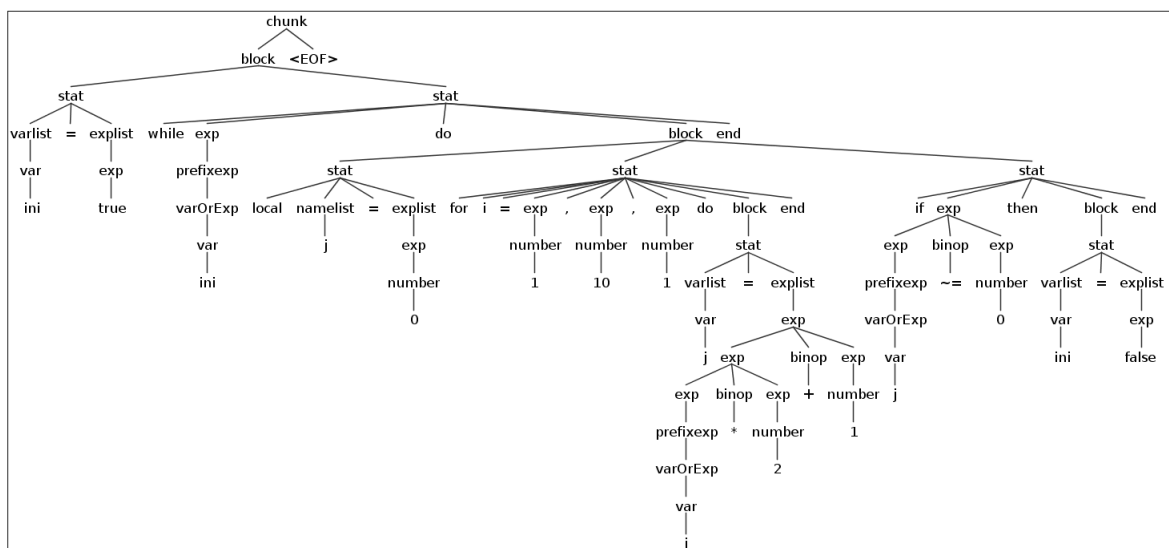 chunk
block <EOF>
stat stat
varlist = explist while exp do block end
var exp prefixexp stat stat stat
ini true varOrExp local namelist = explist for i = exp , exp , exp do block end if exp then block end
var j exp number number number stat exp binop exp stat
ini number 1 10 1 varlist = explist prefixexp ~= number varlist = explist
0 var exp varOrExp 0 var exp
j exp binop exp var ini false
exp binop exp + number j
prefixexp * number 1
varOrExp 2
var